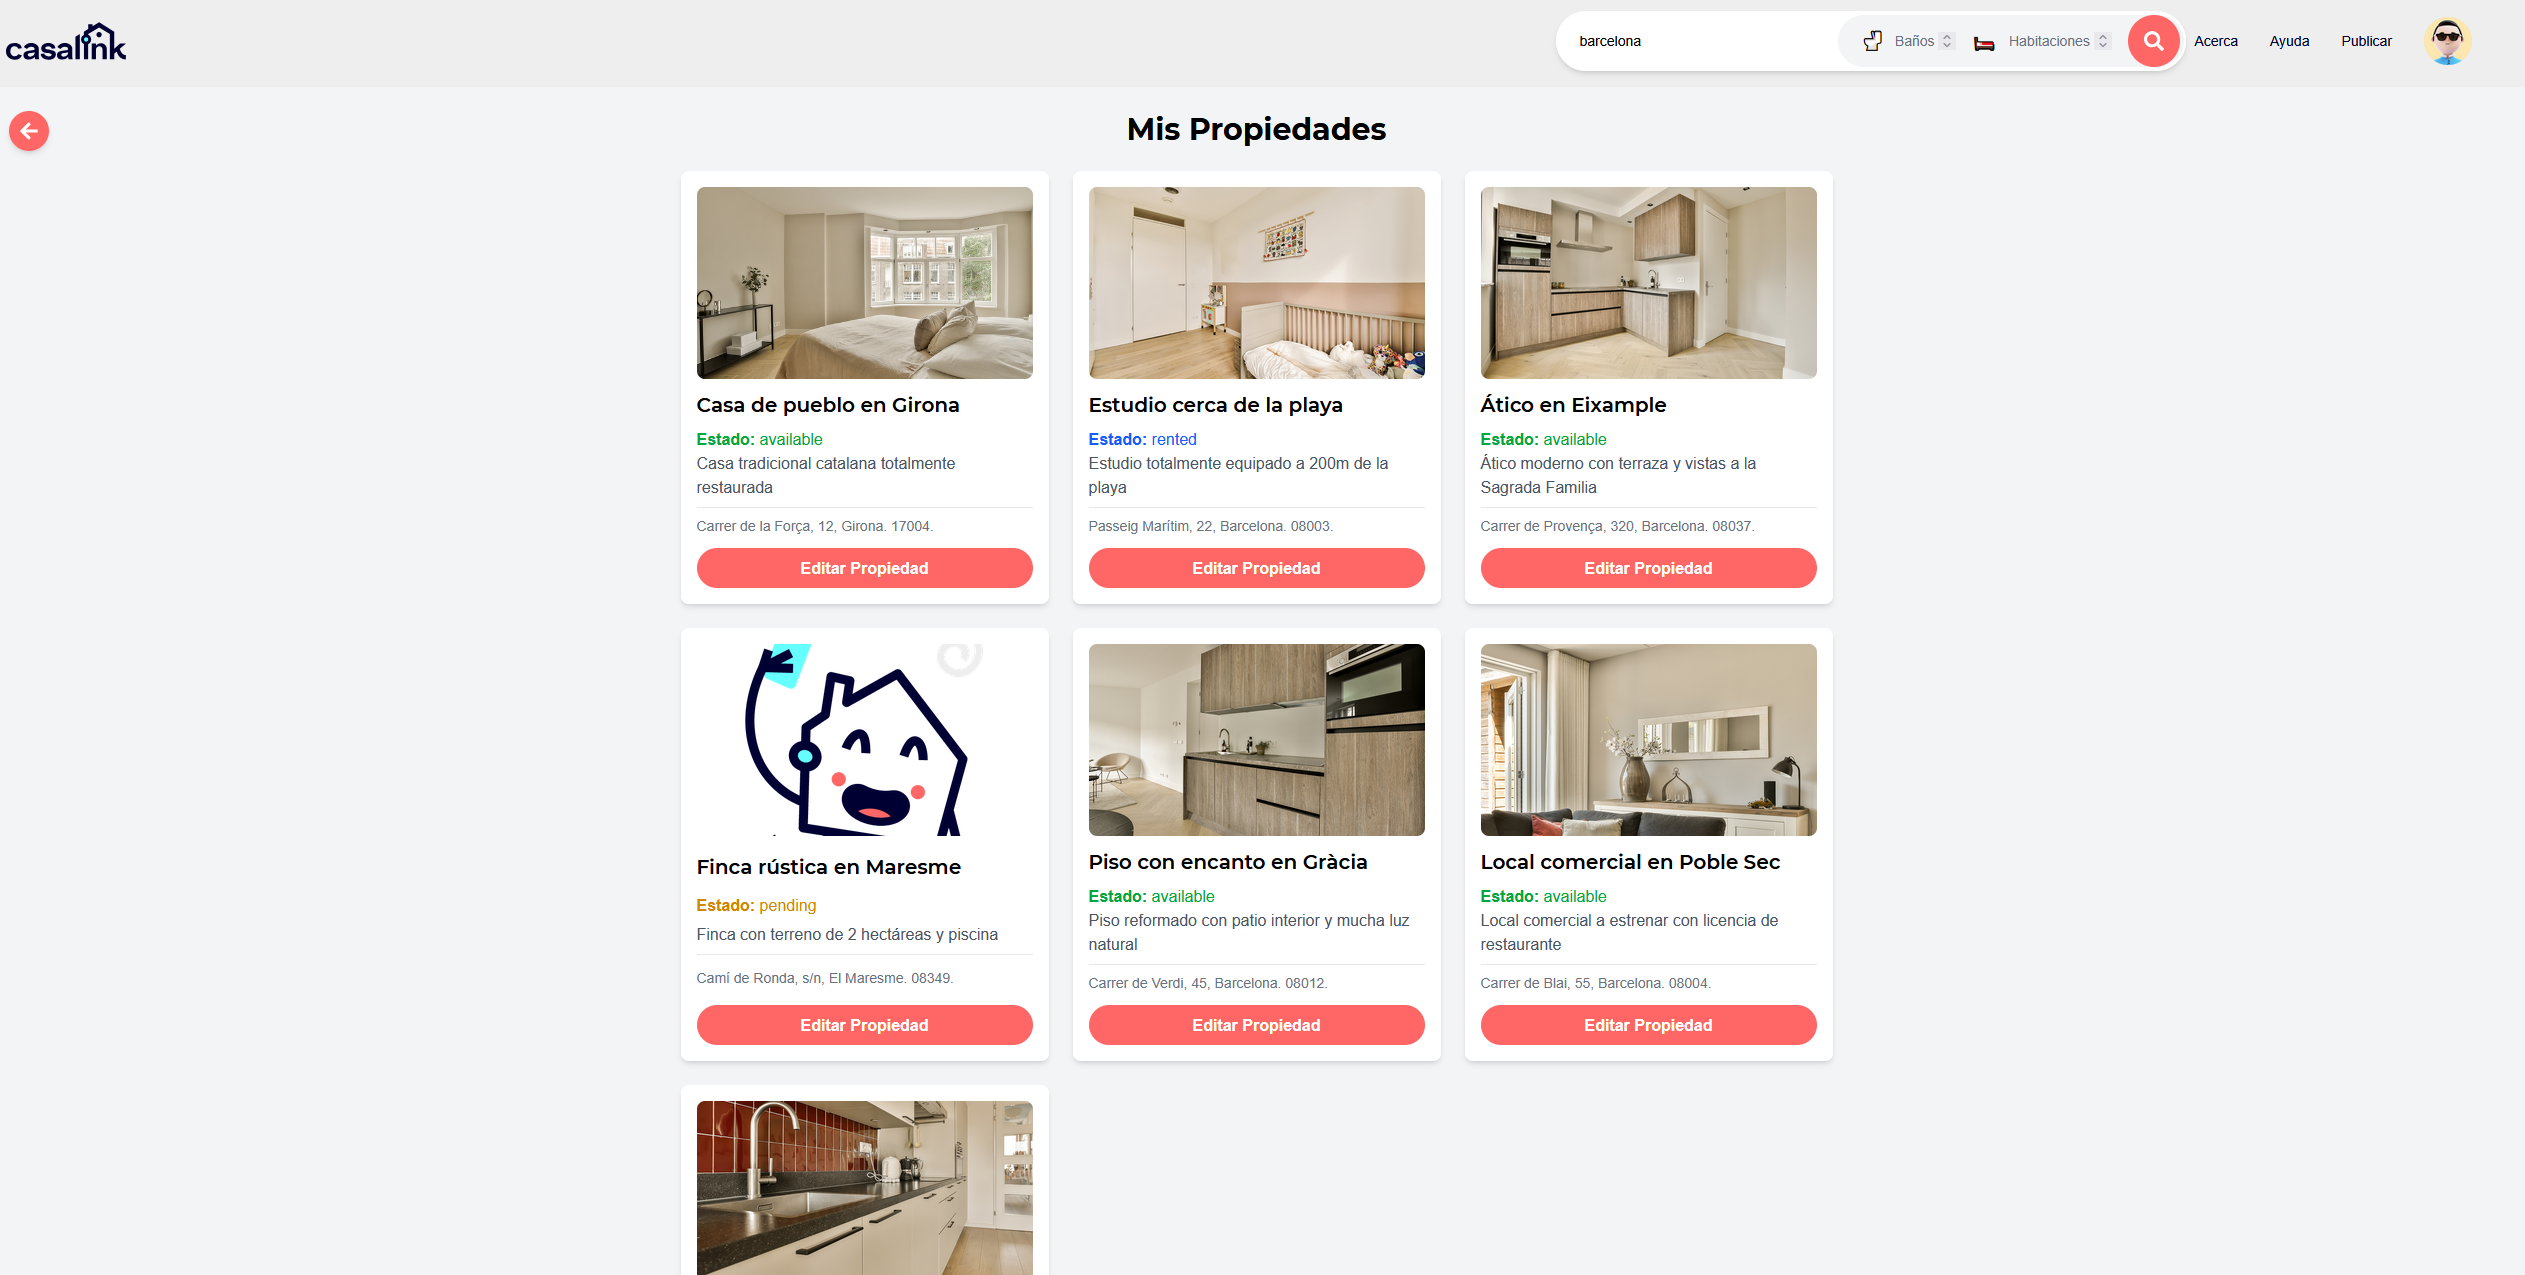 casalink
barcelona
Baños
Habitaciones
Acerca
Ayuda
Publicar
Mis Propiedades
Casa de pueblo en Girona
Estado: available
Casa tradicional catalana totalmente
restaurada
Carrer de la Força, 12, Girona. 17004.
Editar Propiedad
Estudio cerca de la playa
Estado: rented
Estudio totalmente equipado a 200m de la
playa
Passeig Marítim, 22, Barcelona. 08003.
Editar Propiedad
Ático en Eixample
Estado: available
Ático moderno con terraza y vistas a la
Sagrada Familia
Carrer de Provença, 320, Barcelona. 08037.
Editar Propiedad
Finca rústica en Maresme
Estado: pending
Finca con terreno de 2 hectáreas y piscina
Camí de Ronda, s/n, El Maresme. 08349.
Editar Propiedad
Piso con encanto en Gràcia
Estado: available
Piso reformado con patio interior y mucha luz
natural
Carrer de Verdi, 45, Barcelona. 08012.
Editar Propiedad
Local comercial en Poble Sec
Estado: available
Local comercial a estrenar con licencia de
restaurante
Carrer de Blai, 55, Barcelona. 08004.
Editar Propiedad